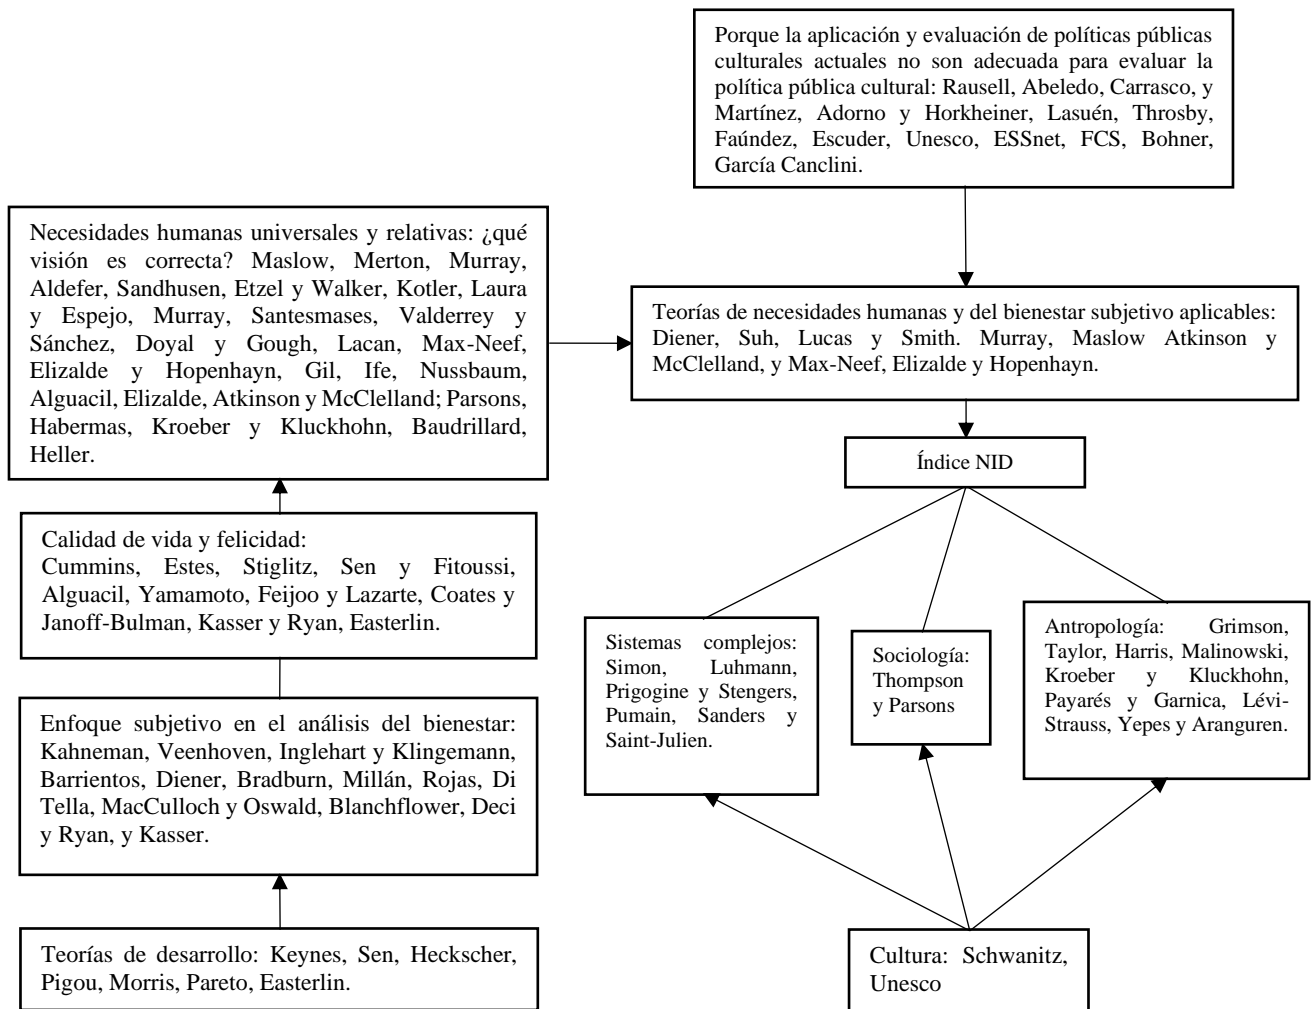 Porque la aplicación y evaluación de políticas públicas
culturales actuales no son adecuada para evaluar la
política pública cultural: Rausell, Abeledo, Carrasco, y
Martínez, Adorno y Horkheiner, Lasuén, Throsby,
Faúndez, Escuder, Unesco, ESSnet, FCS, Bohner,
García Canclini.
Necesidades humanas universales y relativas: ¿qué
visión es correcta? Maslow, Merton, Murray,
Aldefer, Sandhusen, Etzel y Walker, Kotler, Laura
y Espejo, Murray, Santesmases, Valderrey y
Sánchez, Doyal y Gough, Lacan, Max-Neef,
Elizalde y Hopenhayn, Gil, Ife, Nussbaum,
Alguacil, Elizalde, Atkinson y McClelland; Parsons,
Habermas, Kroeber y Kluckhohn, Baudrillard,
Heller.
Teorías de necesidades humanas y del bienestar subjetivo aplicables:
Diener, Suh, Lucas y Smith. Murray, Maslow Atkinson y
McClelland, y Max-Neef, Elizalde y Hopenhayn.
Índice NID
Calidad de vida y felicidad:
Cummins, Estes, Stiglitz, Sen y Fitoussi,
Alguacil, Yamamoto, Feijoo y Lazarte, Coates y
Janoff-Bulman, Kasser y Ryan, Easterlin.
Sistemas complejos:
Simon, Luhmann,
Prigogine y Stengers,
Pumain, Sanders y
Saint-Julien.
Sociología:
Thompson
y Parsons
Antropología: Grimson,
Taylor, Harris, Malinowski,
Kroeber y Kluckhohn,
Payarés y Garnica, Lévi-
Strauss, Yepes y Aranguren.
Enfoque subjetivo en el análisis del bienestar:
Kahneman, Veenhoven, Inglehart y Klingemann,
Barrientos, Diener, Bradburn, Millán, Rojas, Di
Tella, MacCulloch y Oswald, Blanchflower, Deci
y Ryan, y Kasser.
Teorías de desarrollo: Keynes, Sen, Heckscher,
Pigou, Morris, Pareto, Easterlin.
Cultura: Schwanitz,
Unesco